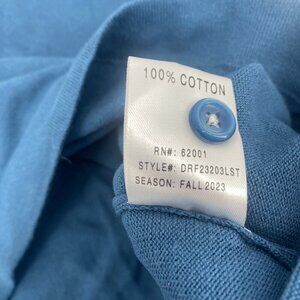 100% COTTON
RN#: 62001
STYLE#: DRF23203LST
SEASON: FALL 2023